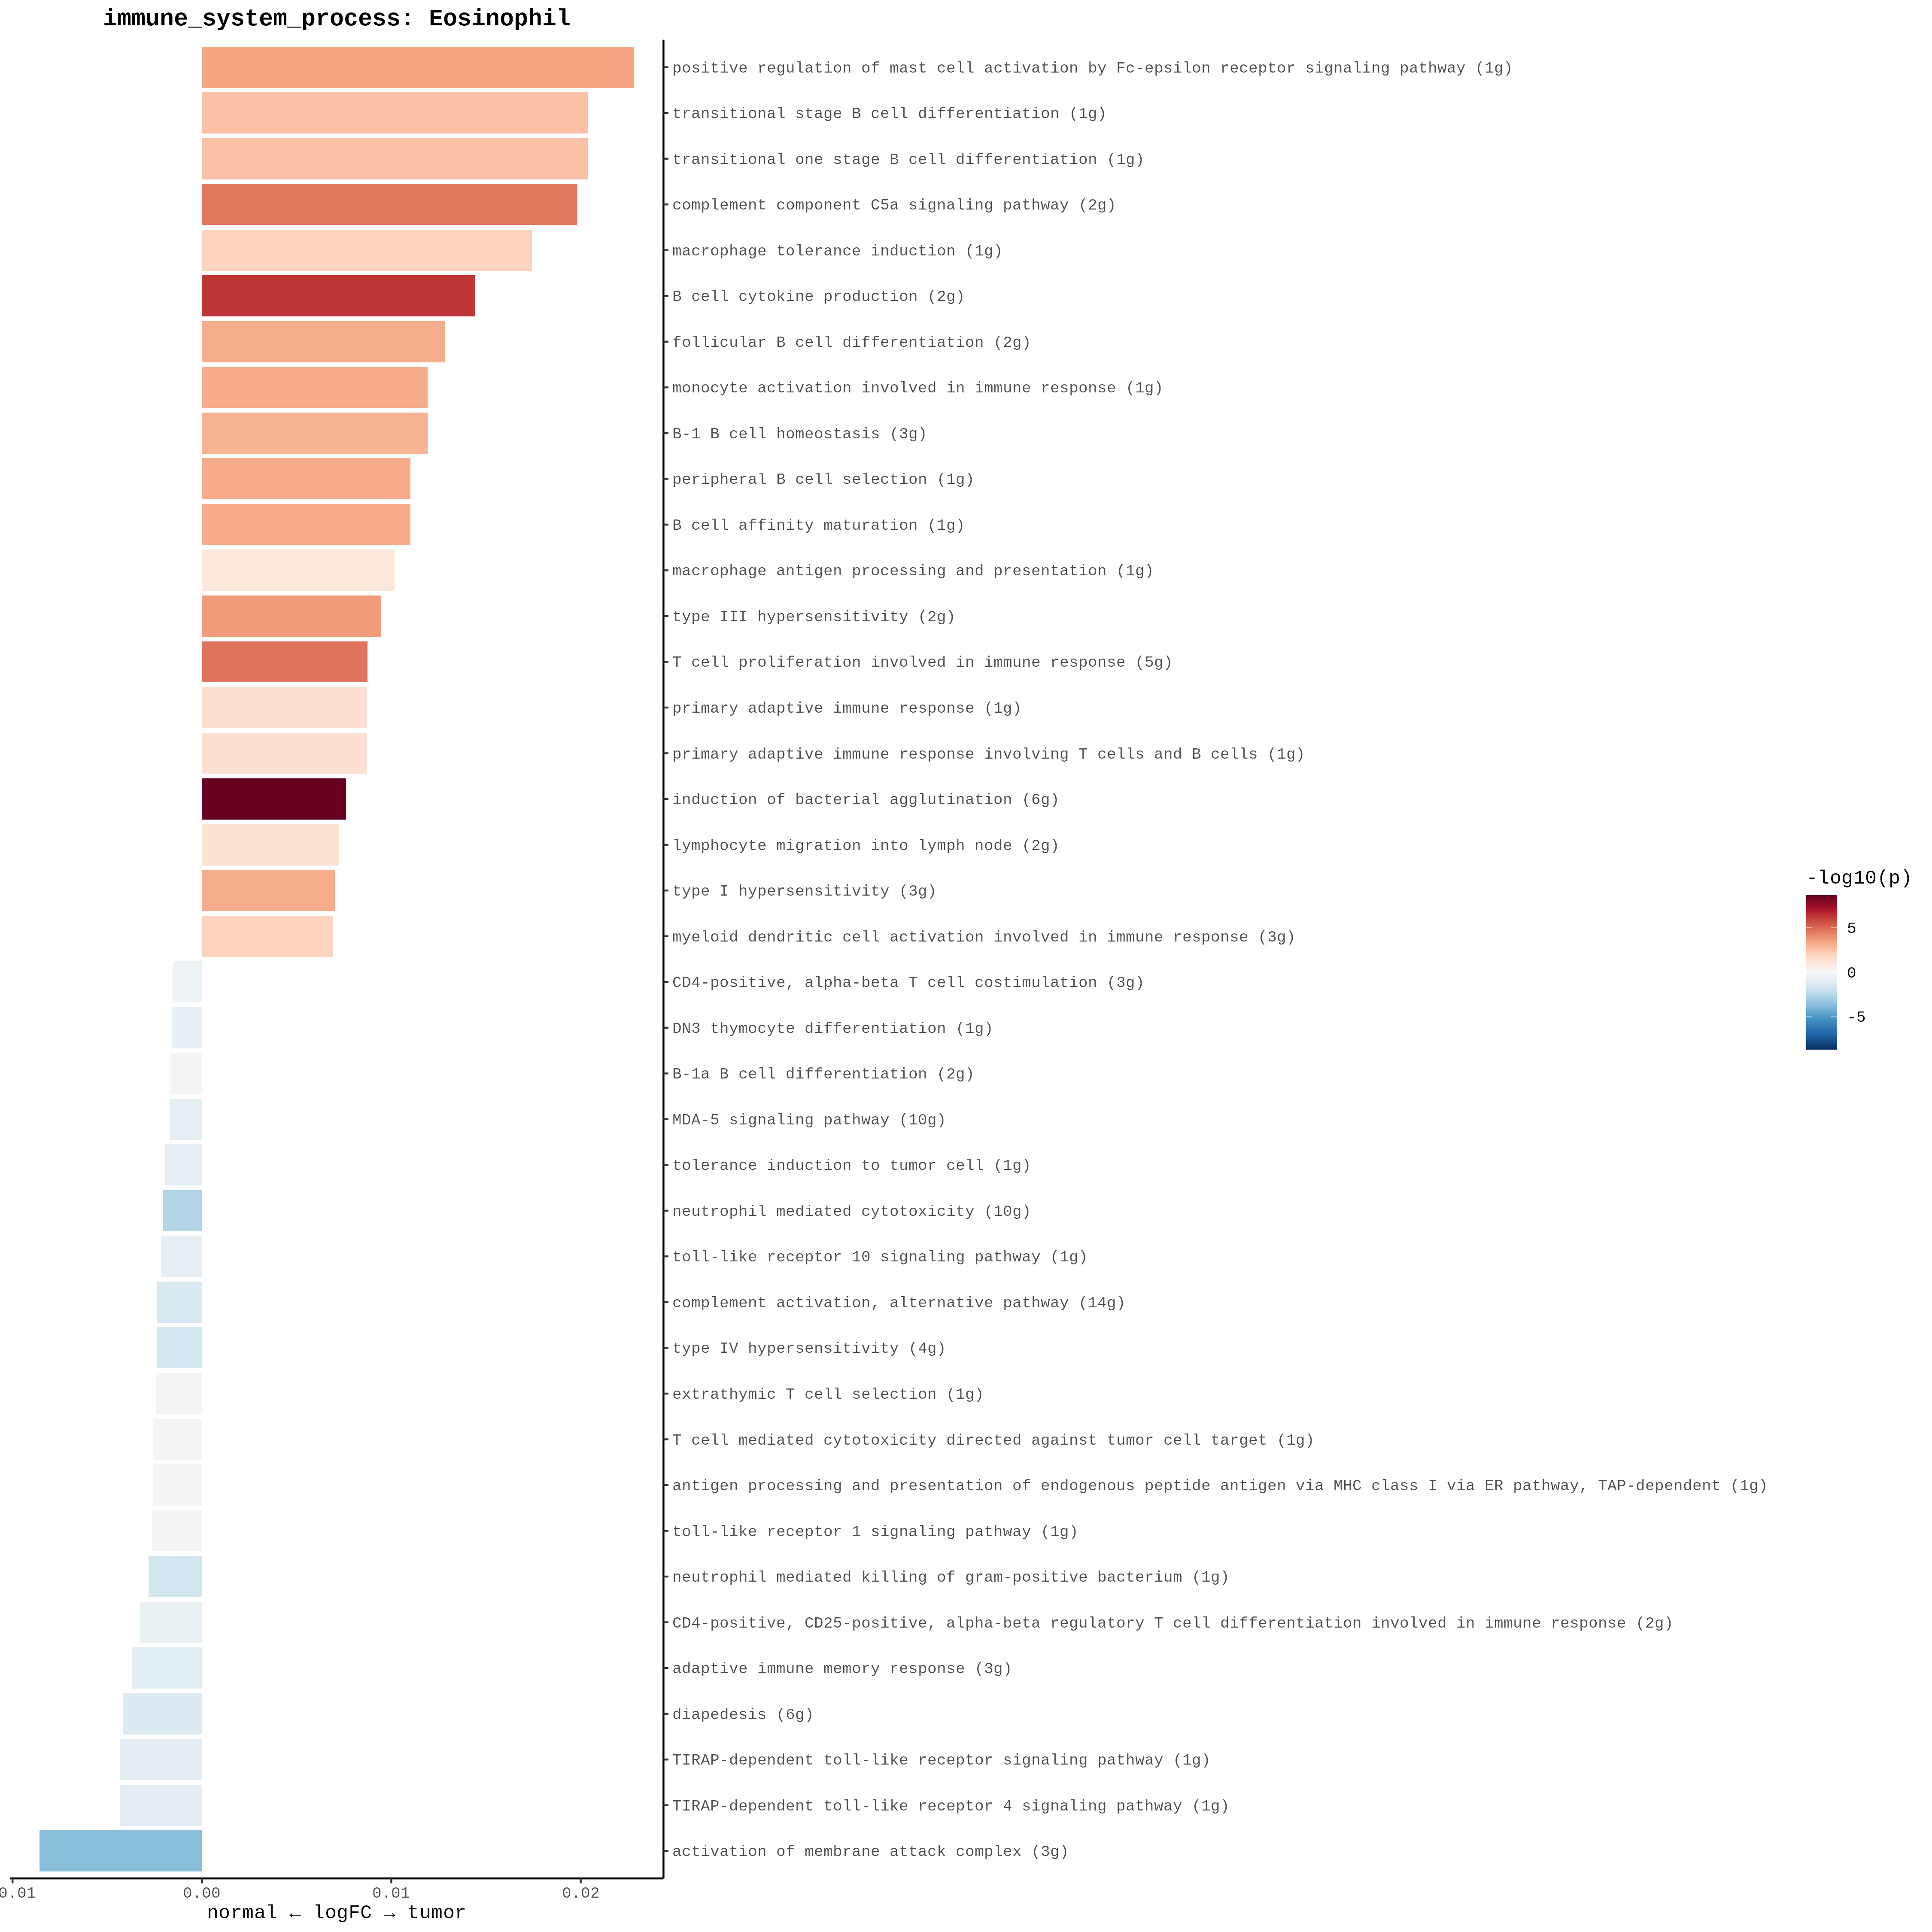 immune_system_process: Eosinophil
positive regulation of mast cell activation by Fc-epsilon receptor signaling pathway (1g)
transitional stage B cell differentiation (1g)
transitional one stage B cell differentiation (1g)
complement component C5a signaling pathway (2g)
macrophage tolerance induction (1g)
B cell cytokine production (2g)
follicular B cell differentiation (2g)
monocyte activation involved in immune response (1g)
B-1 B cell homeostasis (3g)
peripheral B cell selection (1g)
B cell affinity maturation (1g)
macrophage antigen processing and presentation (1g)
type III hypersensitivity (2g)
T cell proliferation involved in immune response (5g)
primary adaptive immune response (1g)
primary adaptive immune response involving T cells and B cells (1g)
induction of bacterial agglutination (6g)
lymphocyte migration into lymph node (2g)
type I hypersensitivity (3g)
myeloid dendritic cell activation involved in immune response (3g)
CD4-positive, alpha-beta T cell costimulation (3g)
DN3 thymocyte differentiation (1g)
B-1a B cell differentiation (2g)
MDA-5 signaling pathway (10g)
tolerance induction to tumor cell (1g)
neutrophil mediated cytotoxicity (10g)
toll-like receptor 10 signaling pathway (1g)
complement activation, alternative pathway (14g)
type IV hypersensitivity (4g)
extrathymic T cell selection (1g)
T cell mediated cytotoxicity directed against tumor cell target (1g)
antigen processing and presentation of endogenous peptide antigen via MHC class I via ER pathway, TAP-dependent (1g)
toll-like receptor 1 signaling pathway (1g)
neutrophil mediated killing of gram-positive bacterium (1g)
CD4-positive, CD25-positive, alpha-beta regulatory T cell differentiation involved in immune response (2g)
adaptive immune memory response (3g)
diapedesis (6g)
TIRAP-dependent toll-like receptor signaling pathway (1g)
TIRAP-dependent toll-like receptor 4 signaling pathway (1g)
activation of membrane attack complex (3g)
0.01 0.00 0.01 0.02
normal ← logFC → tumor
-log10(p)
5
0
-5